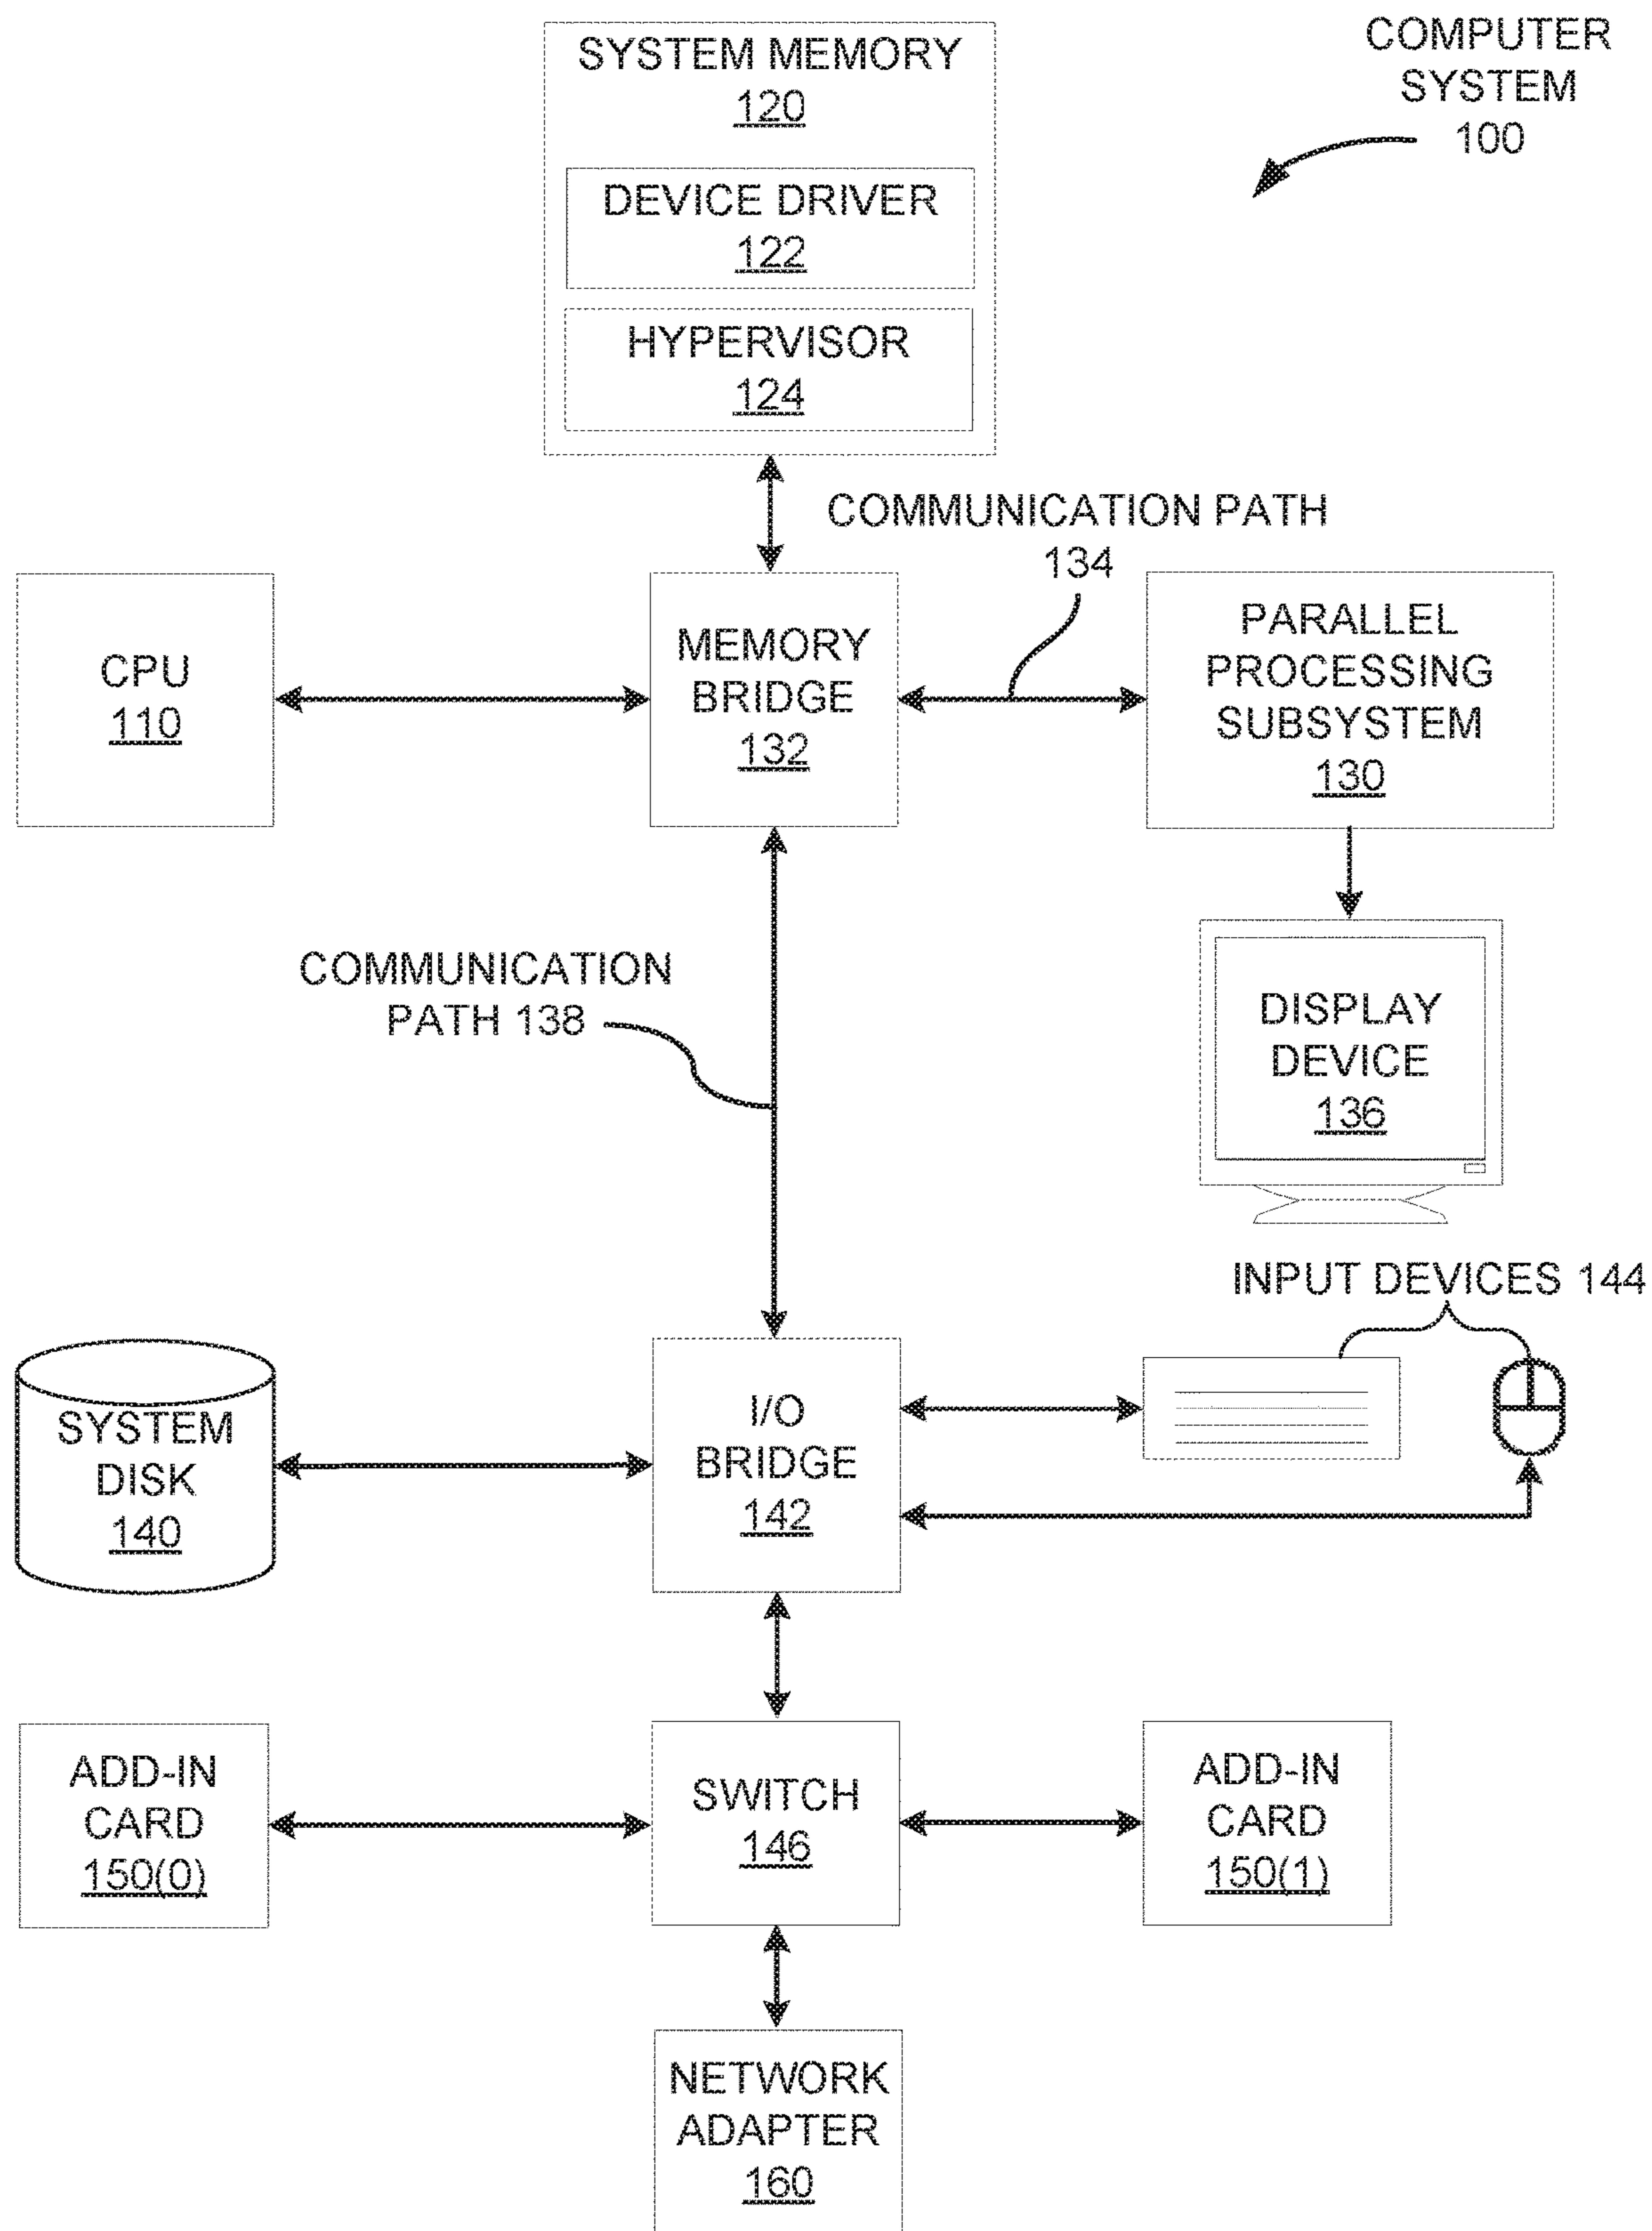 COMPUTER
SYSTEM
100
SYSTEM MEMORY
120
DEVICE DRIVER
122
HYPERVISOR
124
COMMUNICATION PATH
134
CPU
110
MEMORY
BRIDGE
132
PARALLEL
PROCESSING
SUBSYSTEM
130
COMMUNICATION
PATH 138
DISPLAY
DEVICE
136
INPUT DEVICES 144
SYSTEM
DISK
140
I/O
BRIDGE
142
ADD-IN
CARD
150(0)
SWITCH
146
ADD-IN
CARD
150(1)
NETWORK
ADAPTER
160